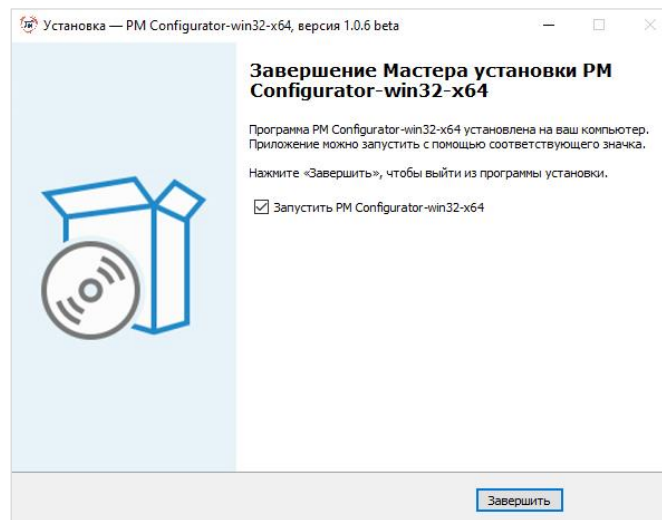 Установка — PM Configurator-win32-x64, версия 1.0.6 beta
Завершение Мастера установки PM
Configurator-win32-x64
Программа PM Configurator-win32-x64 установлена на ваш компьютер.
Приложение можно запустить с помощью соответствующего значка.
Нажмите «Завершить», чтобы выйти из программы установки.
Запустить PM Configurator-win32-x64
Завершить